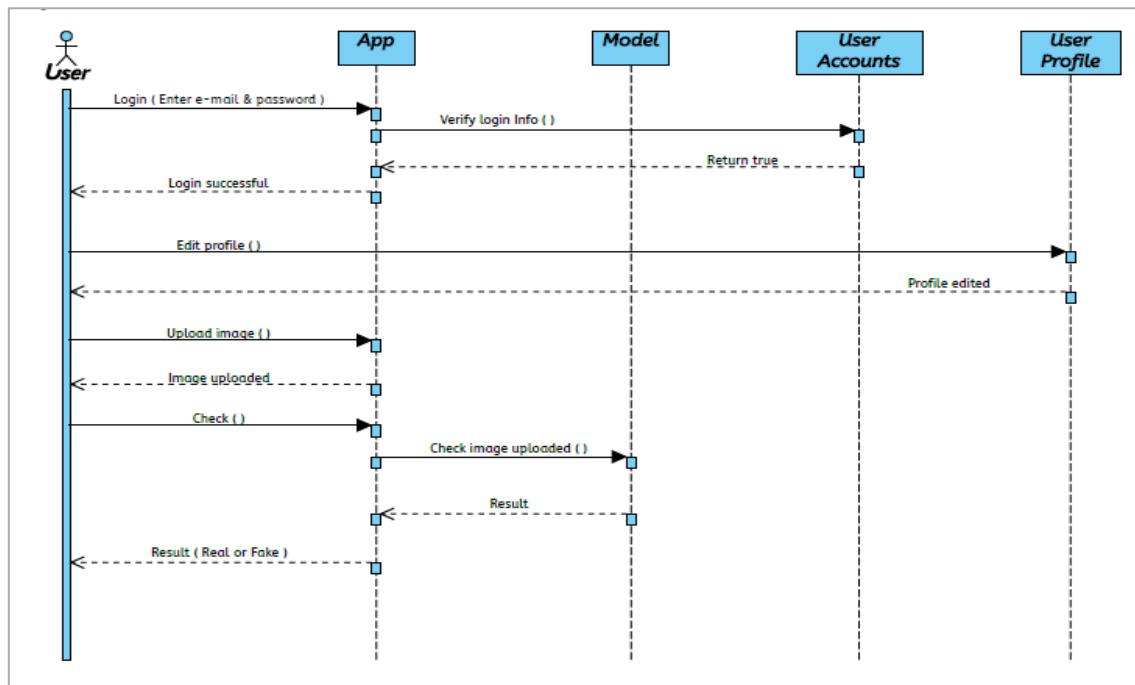 App
Model
User
Accounts
User
Profile
User
Login ( Enter e-mail & password )
Verify login Info ( )
Return true
Login successful
Edit profile ( )
Profile edited
Upload image ( )
Image uploaded
Check ( )
Check image uploaded ( )
Result
Result ( Real or Fake )